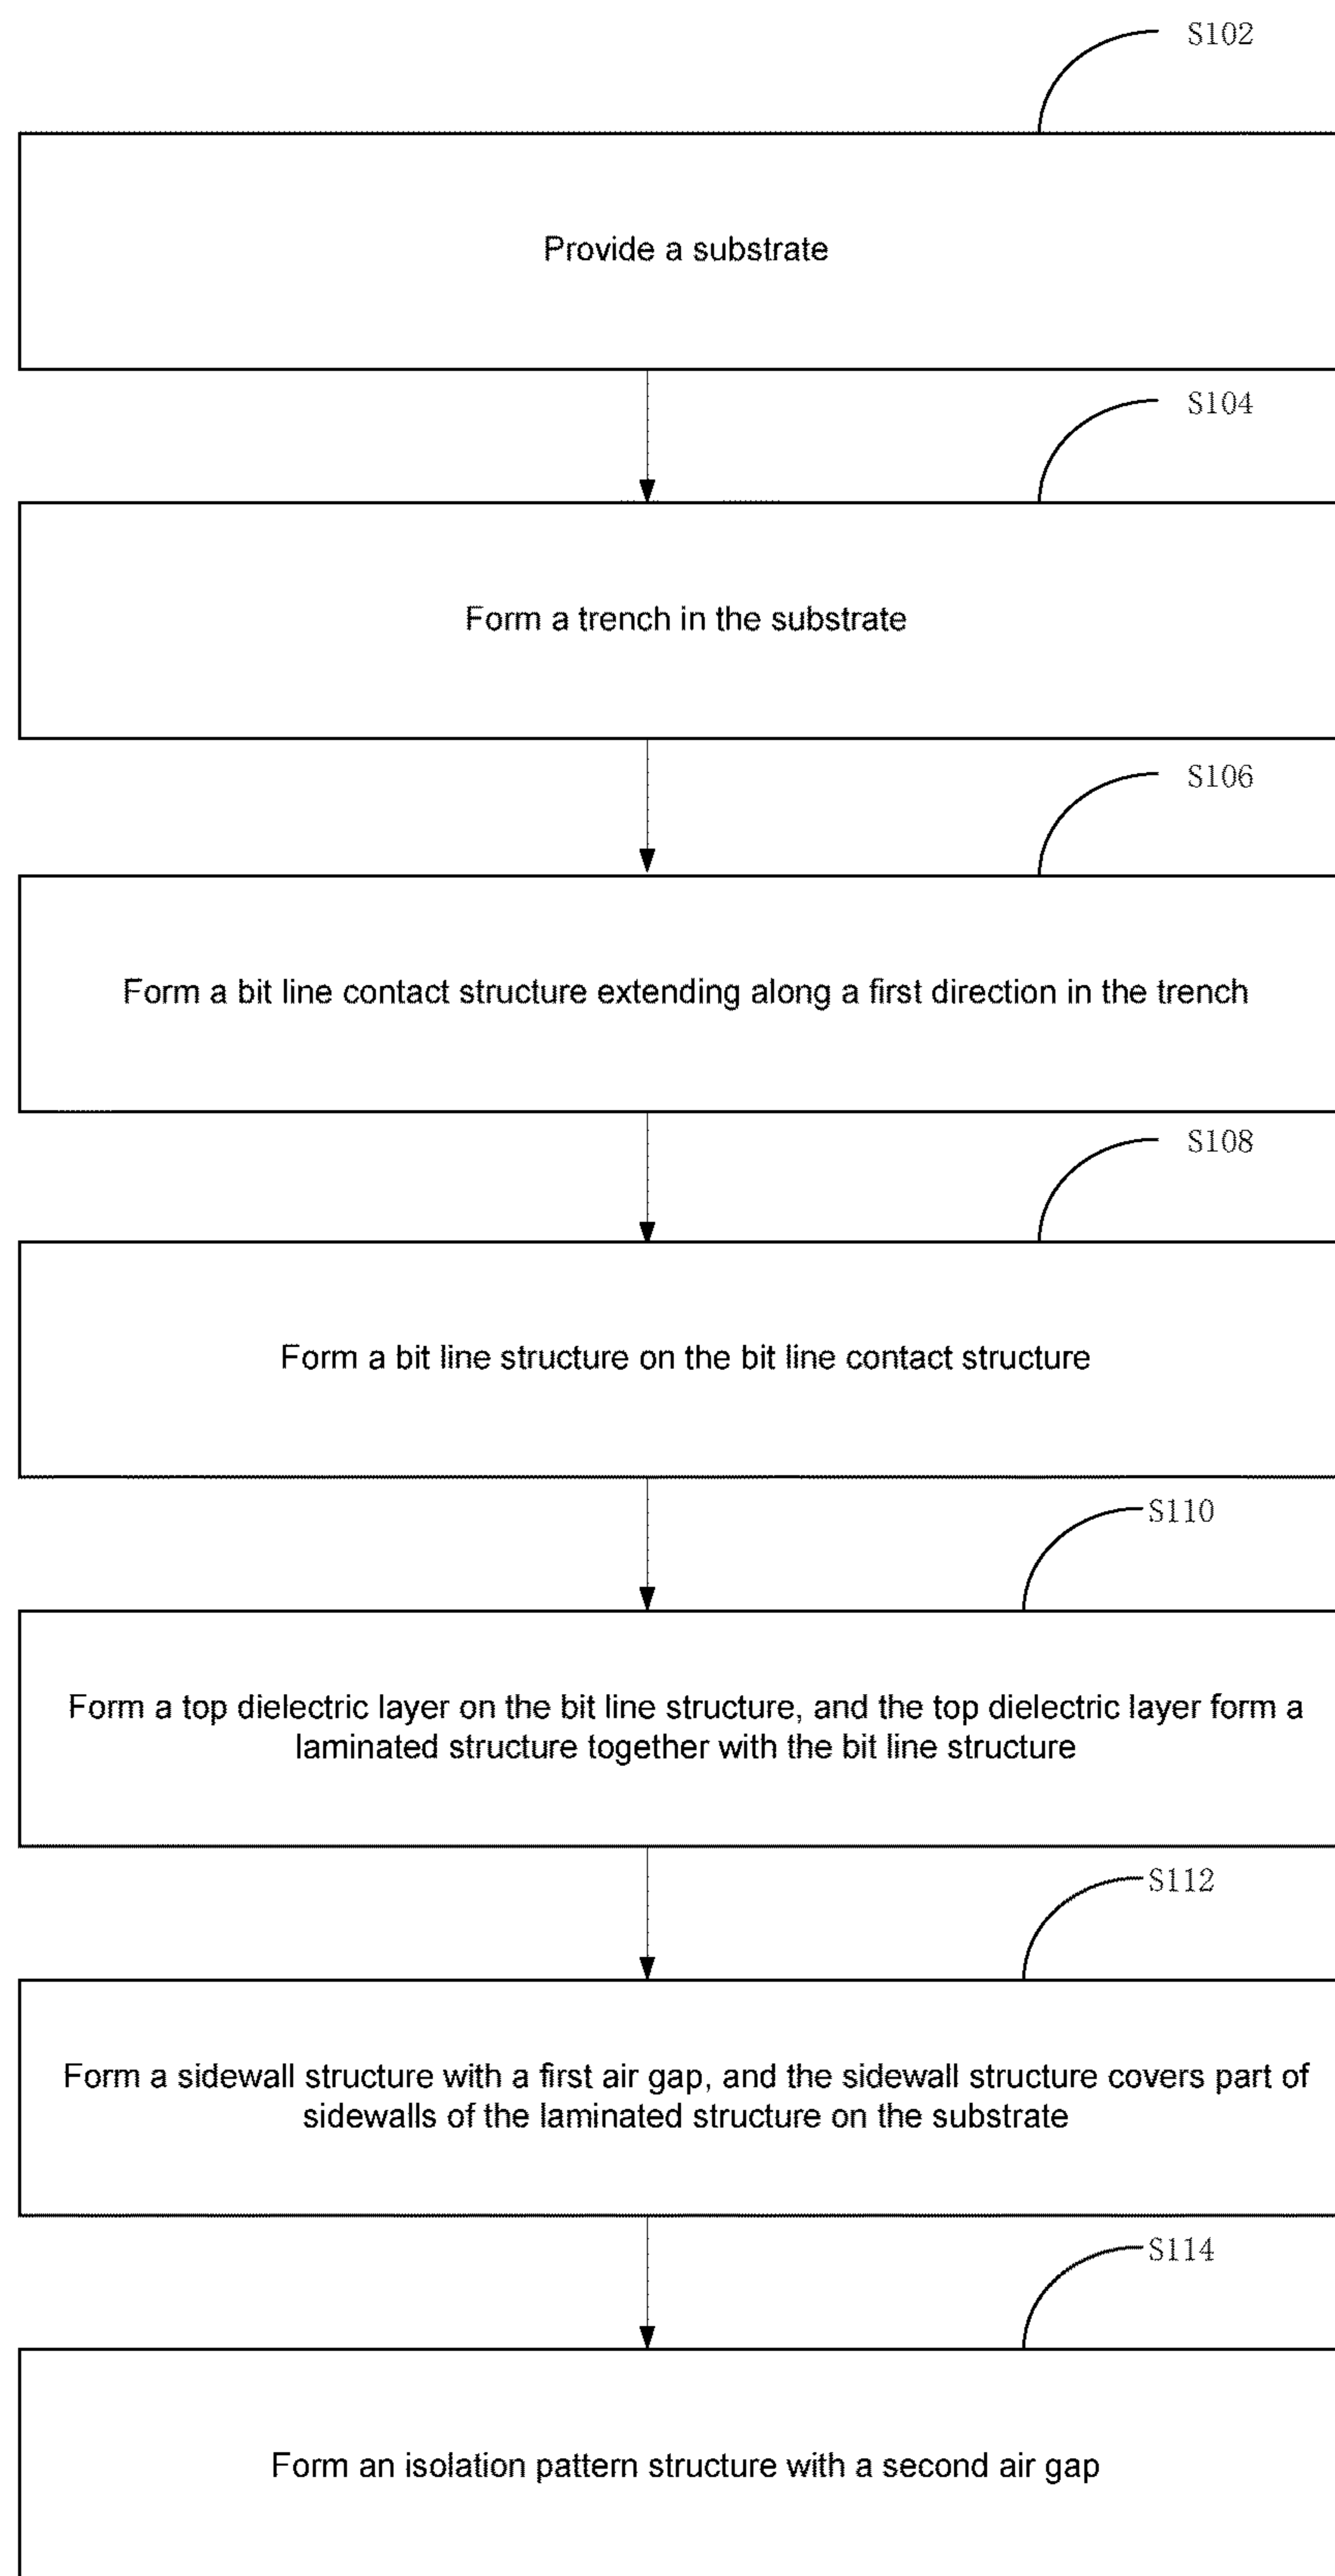 S102
Provide a substrate
S104
Form a trench in the substrate
S106
Form a bit line contact structure extending along a first direction in the trench
S108
Form a bit line structure on the bit line contact structure
S110
Form a top dielectric layer on the bit line structure, and the top dielectric layer form a
laminated structure together with the bit line structure
S112
Form a sidewall structure with a first air gap, and the sidewall structure covers part of
sidewalls of the laminated structure on the substrate
S114
Form an isolation pattern structure with a second air gap